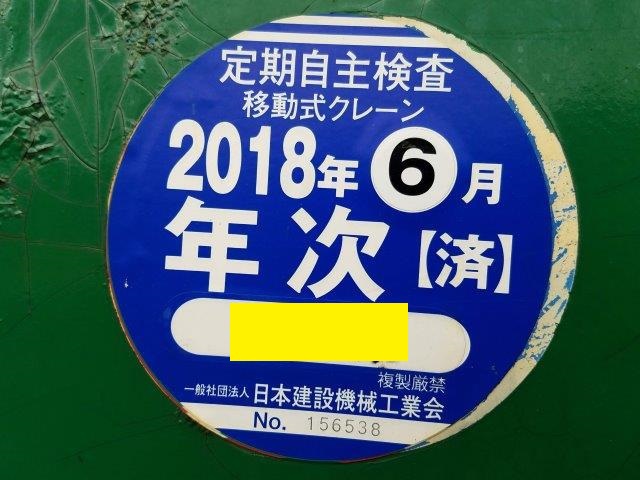 定期自主検査
移動式クレーン
2018年6月
年次【済】
複製厳禁
一般社団法人 日本建設機械工業会
No. 156538